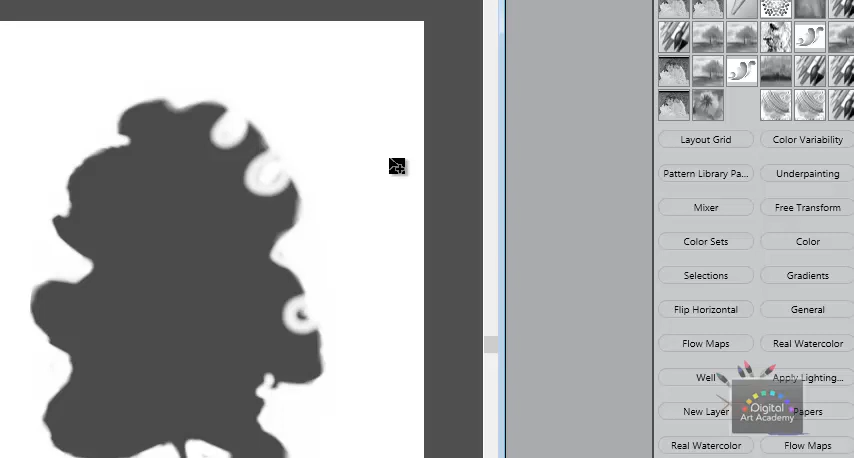 Layout Grid Color Variability
Pattern Library Pa... Underpainting
Mixer Free Transform
Color Sets Color
Selections Gradients
Flip Horizontal General
Flow Maps Real Watercolor
Well Apply Lighting...
New Layer Papers
Digital
Art Academy
Real Watercolor Flow Maps